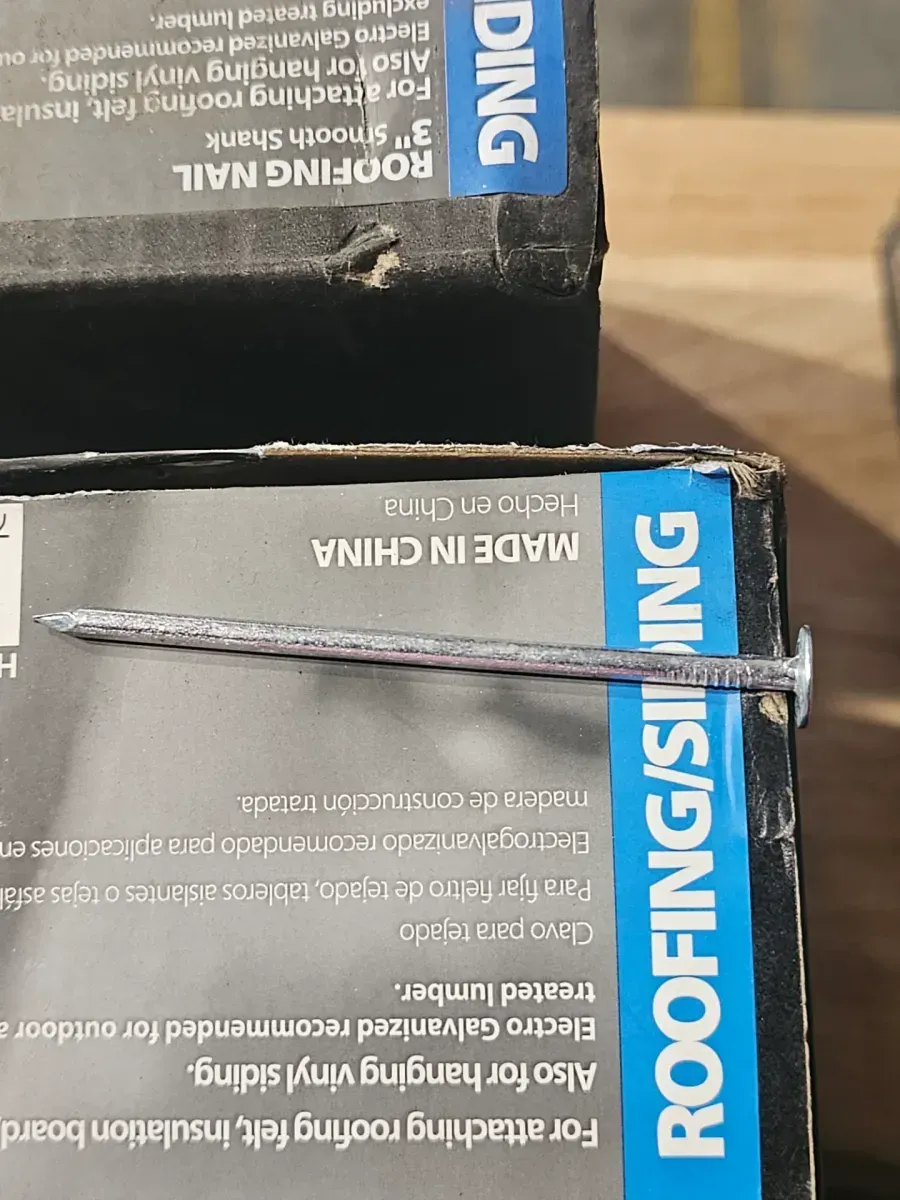 ROOFING/SIDING
For attaching roofing felt, insulation board
Also for hanging vinyl siding.
Electro Galvanized recommended for outdoor a
treated lumber.
Clavo para tejado
Para fijar fieltro de tejado, tableros aislantes o tejas asfál
Electrogalvanizado recomendado para aplicaciones en
madera de construcción tratada.
MADE IN CHINA
Hecho en China
H
DING
ROOFING NAIL
3" Smooth Shank
For attaching roofing felt, insula
Also for hanging vinyl siding.
Electro Galvanized recommended for ou
excluding treated lumber.